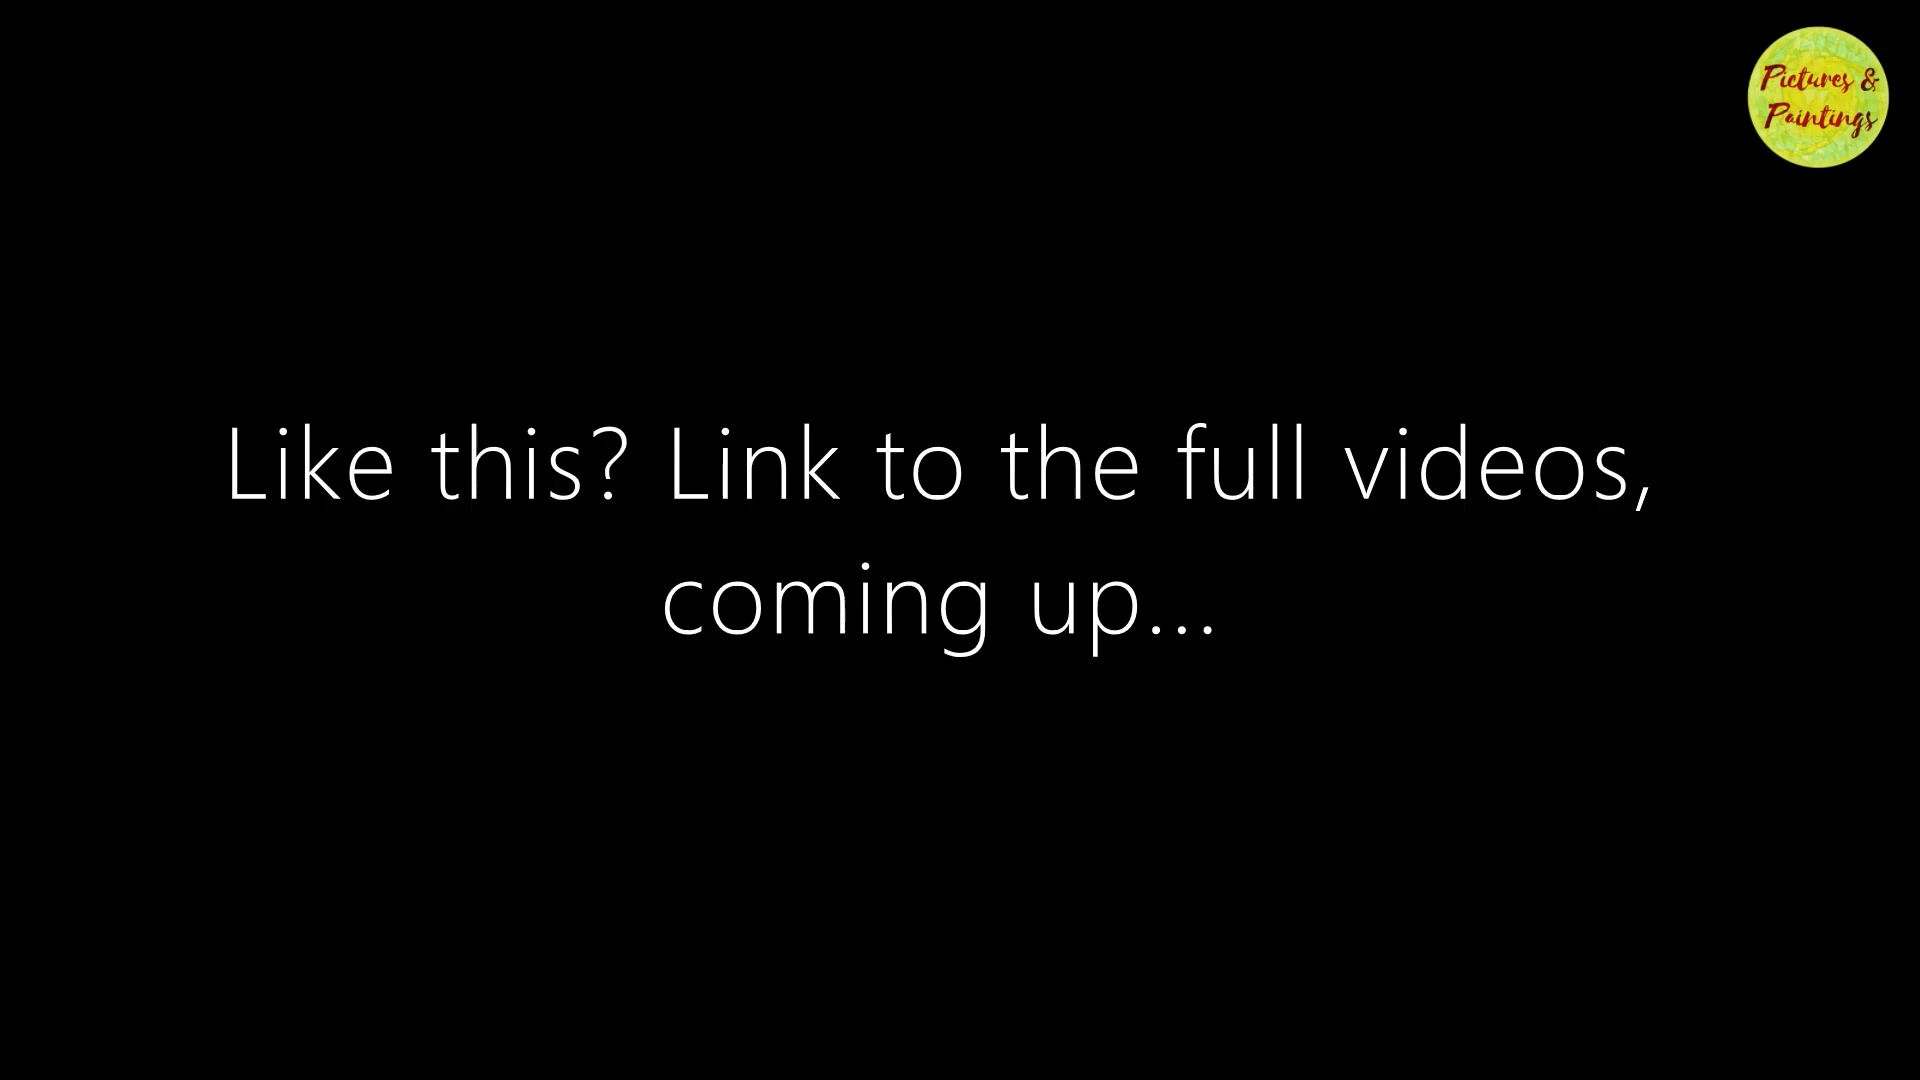 Pictures &
Paintings
Like this? Link to the full videos,
coming up...